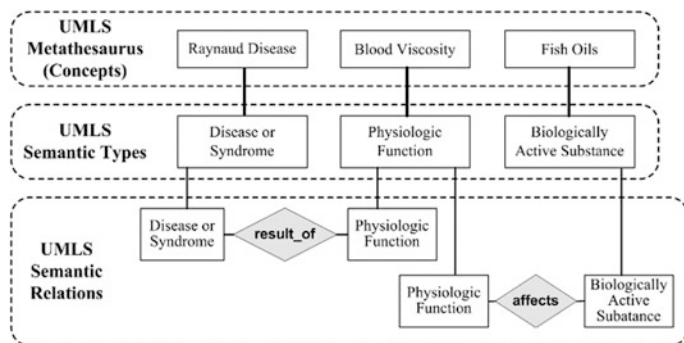 UMLS
Metathesaurus
(Concepts)
Raynaud Disease
Blood Viscosity
Fish Oils
UMLS
Semantic Types
Disease or
Syndrome
Physiologic
Function
Biologically
Active Substance
UMLS
Semantic
Relations
Disease or
Syndrome
result_of
Physiologic
Function
Physiologic
Function
affects
Biologically
Active
Subatance